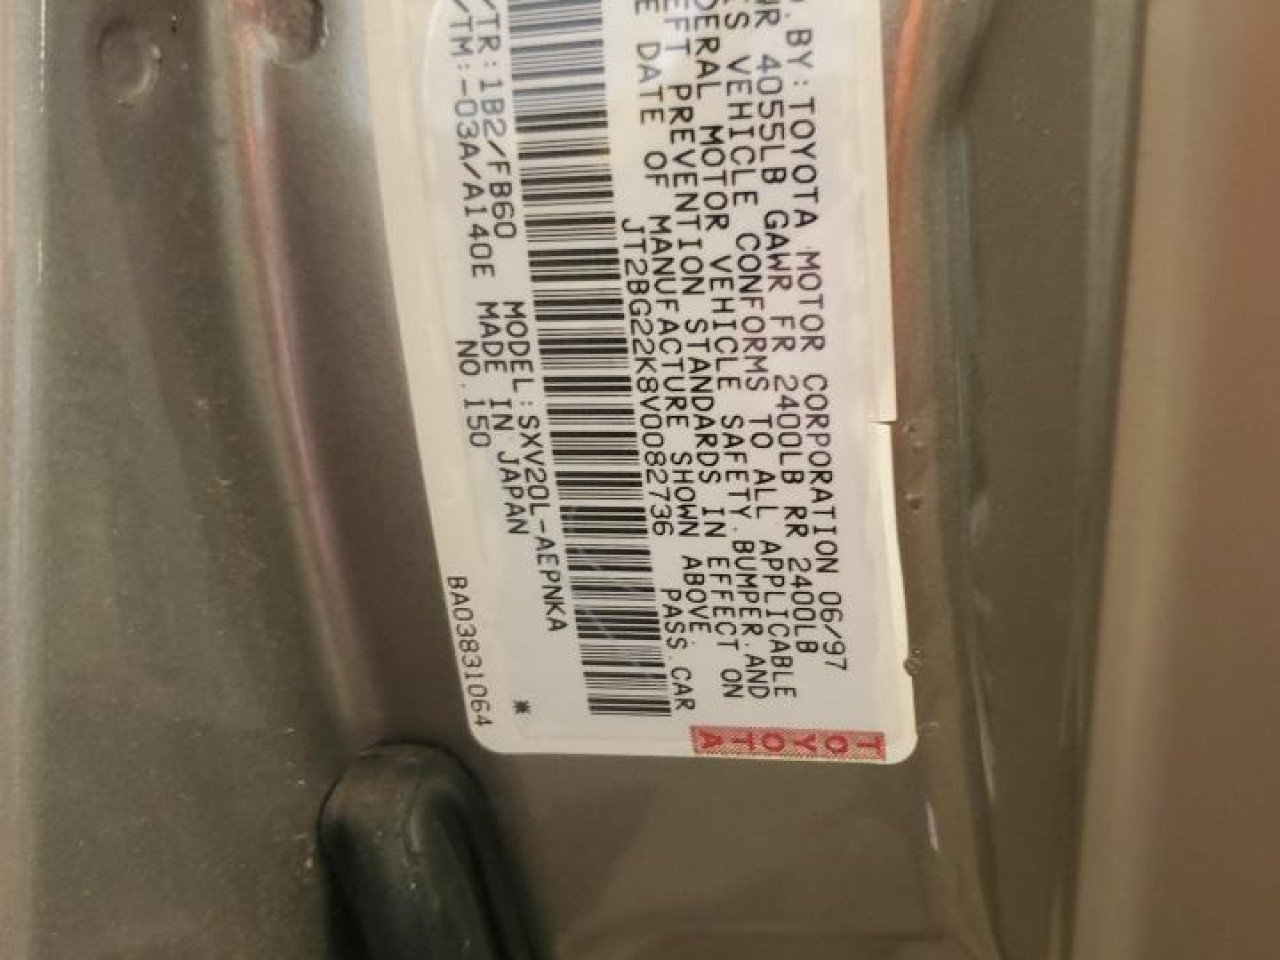 BY:TOYOTA MOTOR CORPORATION 06/97
4055LB GAWR FR 2400LB RR 2400LB
VEHICLE CONFORMS TO ALL APPLICABLE
MOTOR VEHICLE SAFETY.BUMPER.AND
PREVENTION STANDARDS IN EFFECT ON
DATE OF MANUFACTURE SHOWN ABOVE.
JT2BG22K8V0082736 PASS.CAR
TOYOTA
/TR:1B2/FB60 MODEL:SXV20L-AEPNKA *
/TM:-03A/A140E MADE IN JAPAN
NO.150 BA03831064